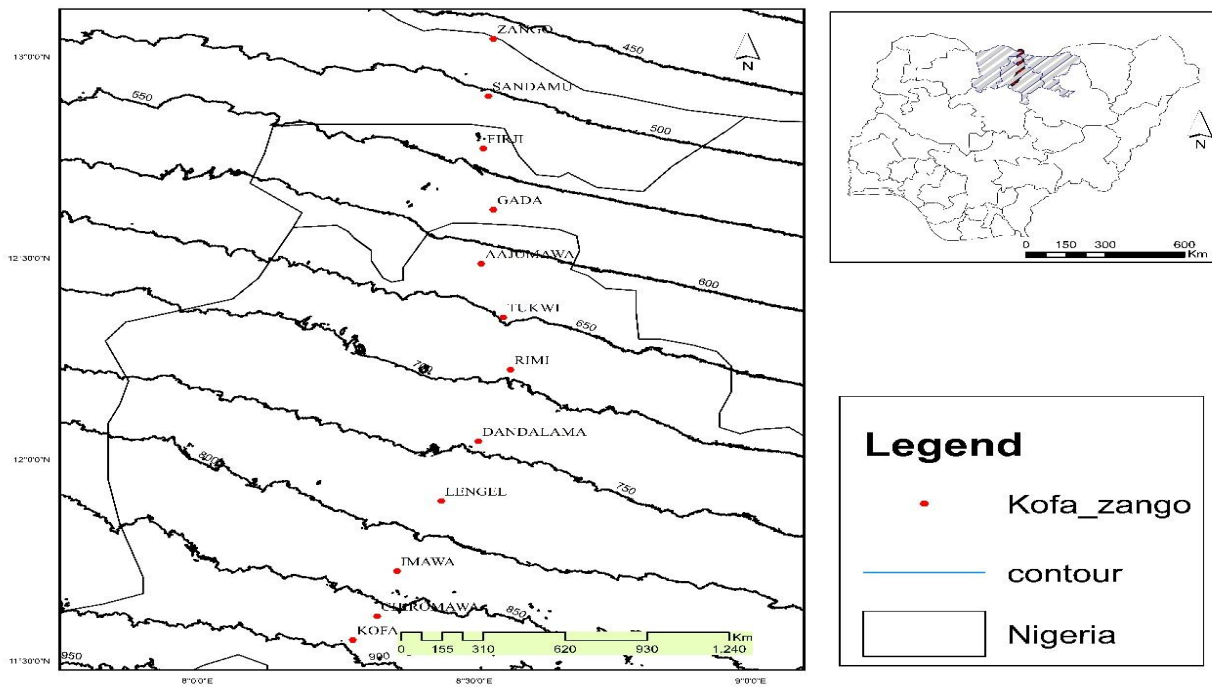 13°0'0"N
12°30'0"N
12°0'0"N
11°30'0"N
8°0'0"E
8°30'0"E
9°0'0"E
ZANGO
450
N
SANDAMU
500
550
FIRJI
GADA
AAJUMAWA
600
TUKWI
650
RIMI
DANDALAMA
750
800
LENGEL
IMAWA
CHIROMAWA
850
KOFA
950
900
Km
0 155 310 620 930 1,240
N
0 150 300 600
Km
Legend
Kofa_zango
contour
Nigeria